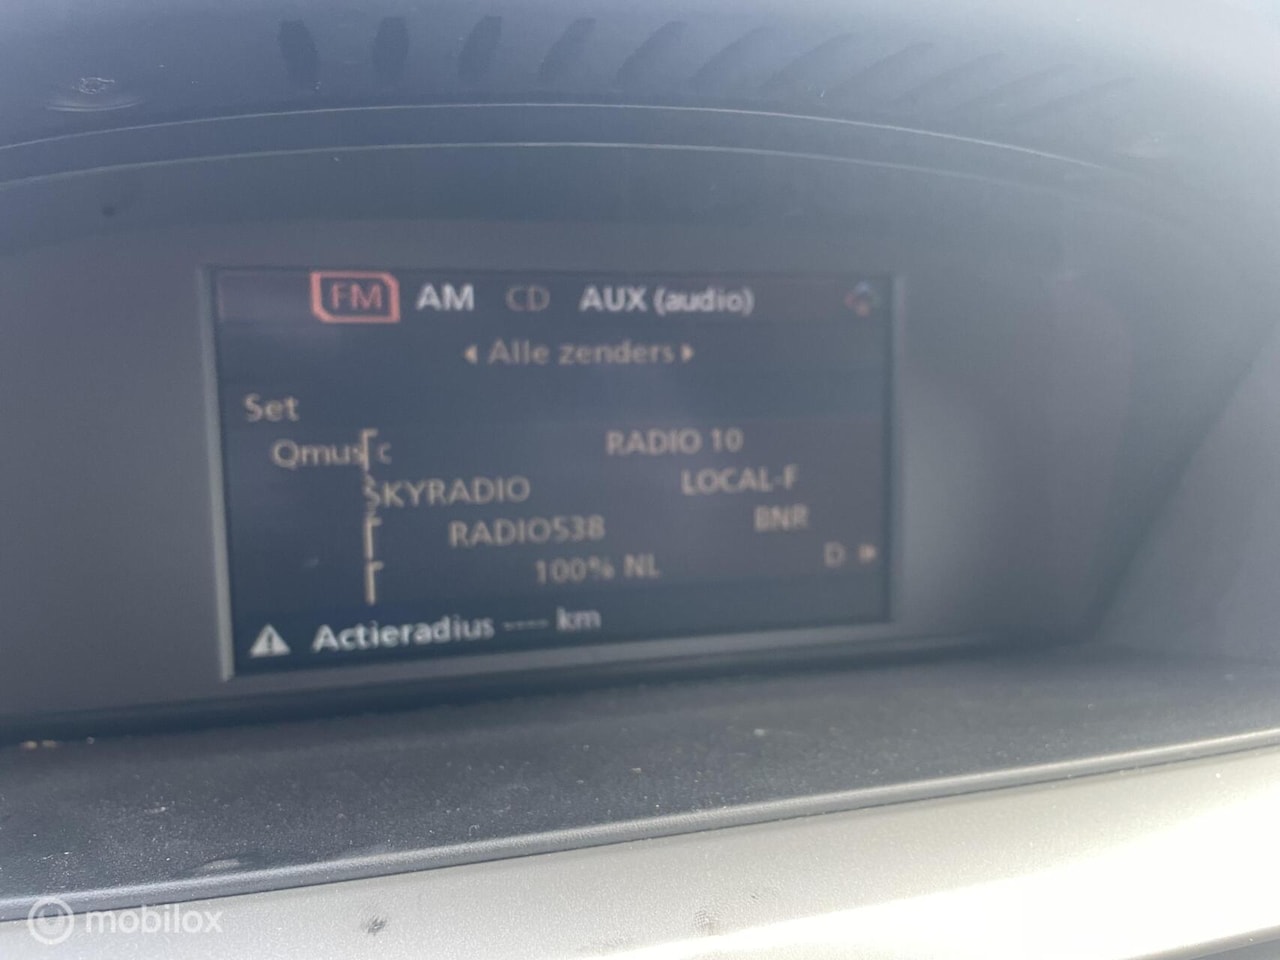 FM AM CD AUX (audio)
Alle zenders
Set
Qmusic RADIO 10
SKYRADIO LOCAL-F
RADIO538 BNR
100% NL D
Actieradius ---- km
mobilox